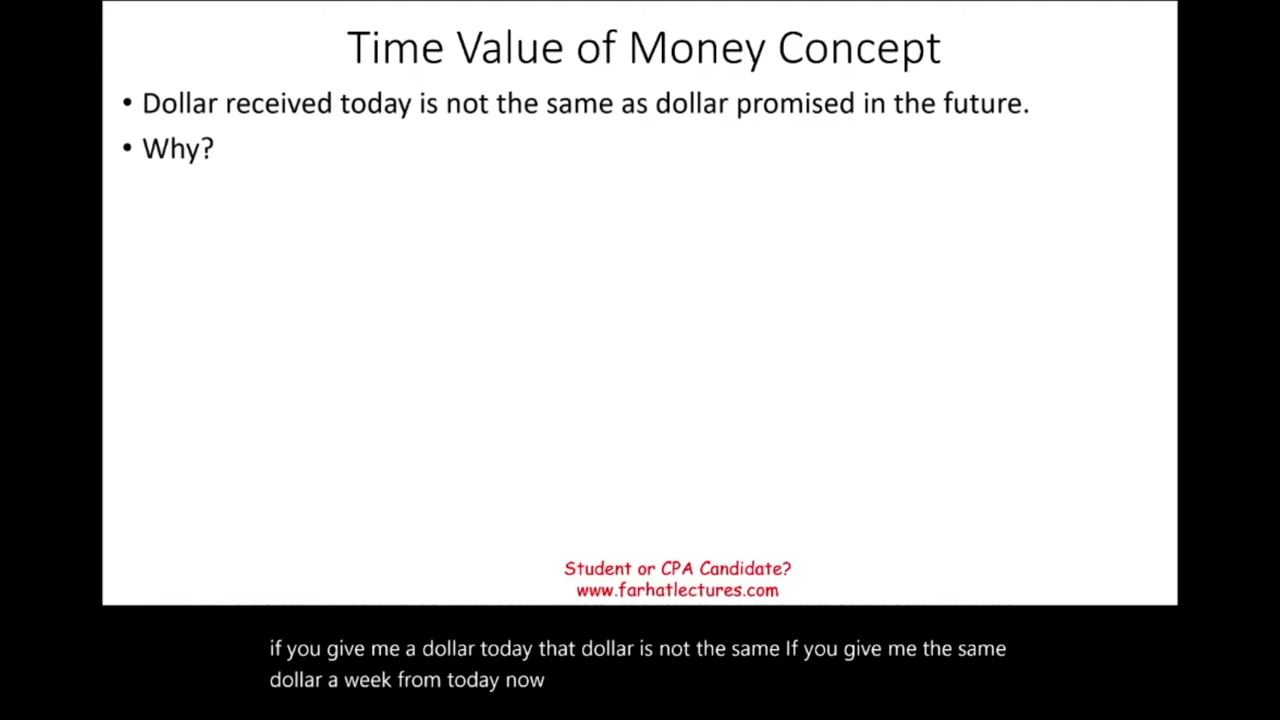 Time Value of Money Concept
• Dollar received today is not the same as dollar promised in the future.
• Why?
Student or CPA Candidate?
www.farhatlectures.com
if you give me a dollar today that dollar is not the same If you give me the same
dollar a week from today now